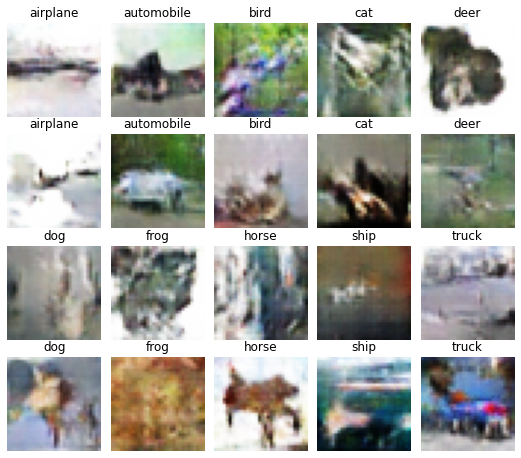 airplane automobile bird cat deer
airplane automobile bird cat deer
dog frog horse ship truck
dog frog horse ship truck